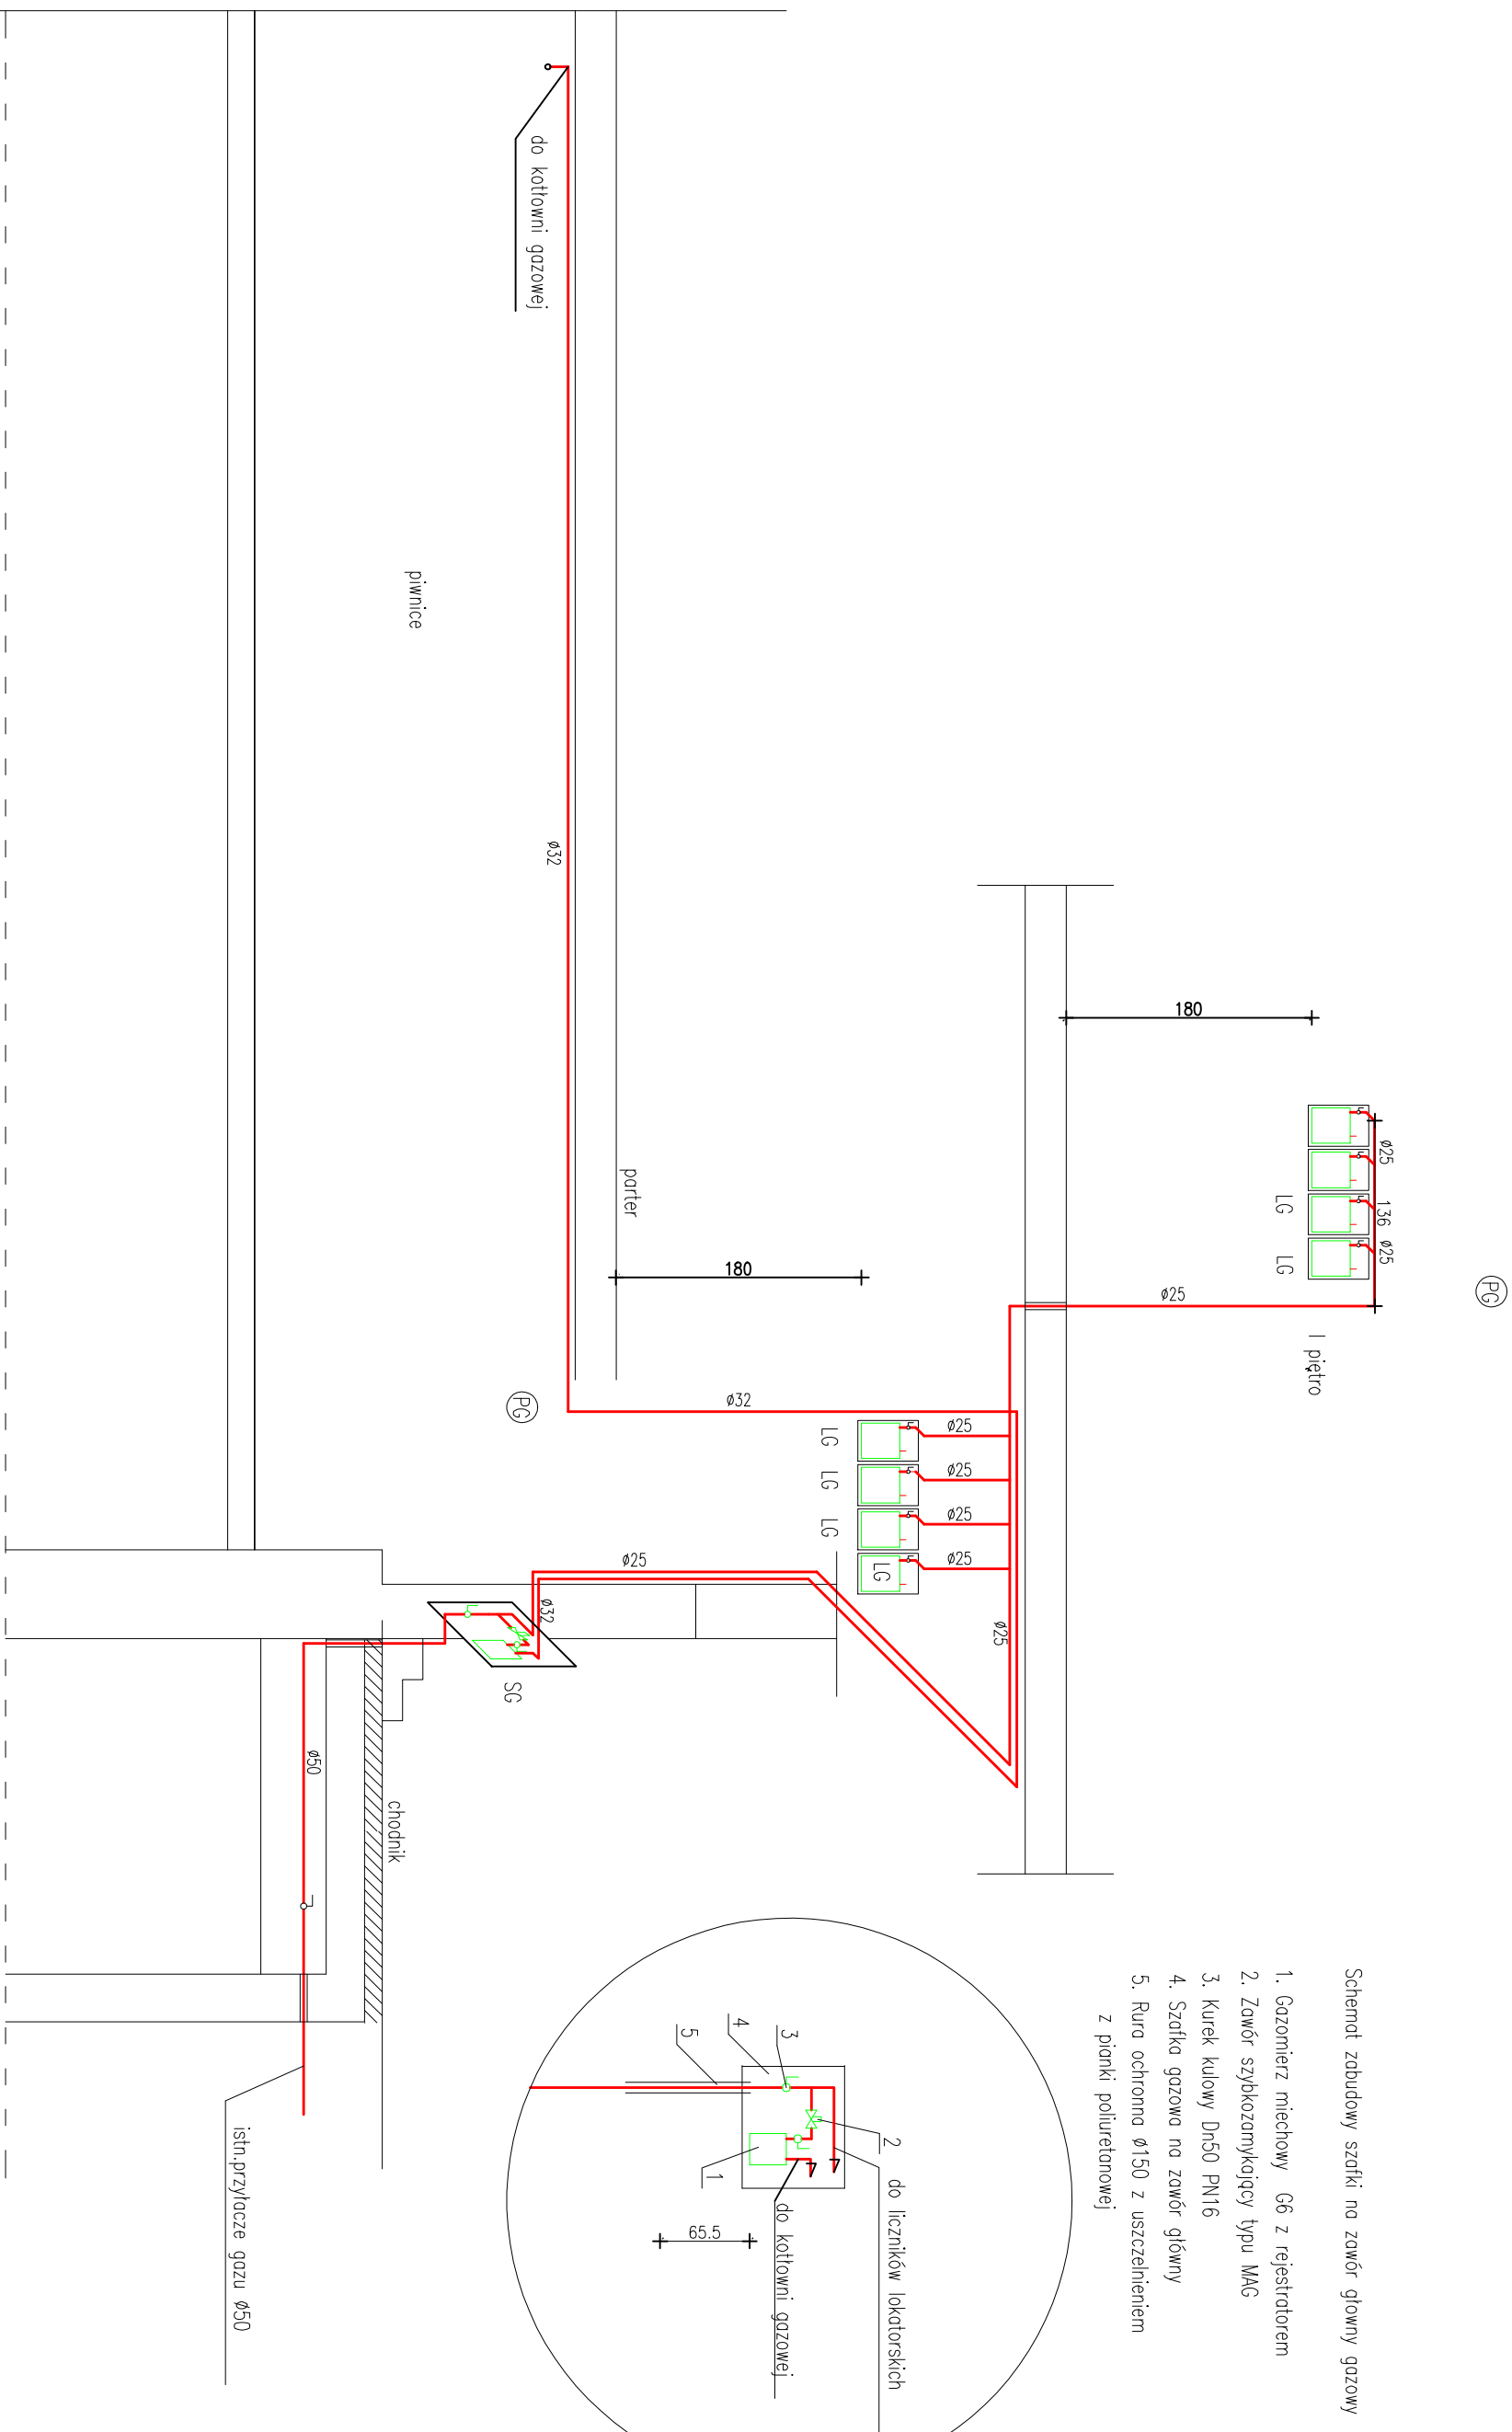 Schemat zabudowy szafki na zawór głowny gazowy
1. Gazomierz miechowy G6 z rejestratorem
2. Zawór szybkozamykający typu MAG
3. Kurek kulowy Dn50 PN16
4. Szafka gazowa na zawór główny
5. Rura ochronna ø150 z uszczelnieniem
z pianki poliuretanowej
PG
ø25
136
ø25
LG
LG
180
ø25
I piętro
180
parter
ø32
ø25
ø25
ø25
ø25
LG
LG
LG
LG
ø25
PG
do kotłowni gazowej
ø32
piwnice
ø25
ø32
SG
chodnik
ø50
istn.przyłacze gazu ø50
do liczników lokatorskich
do kotłowni gazowej
65.5
1
2
3
4
5